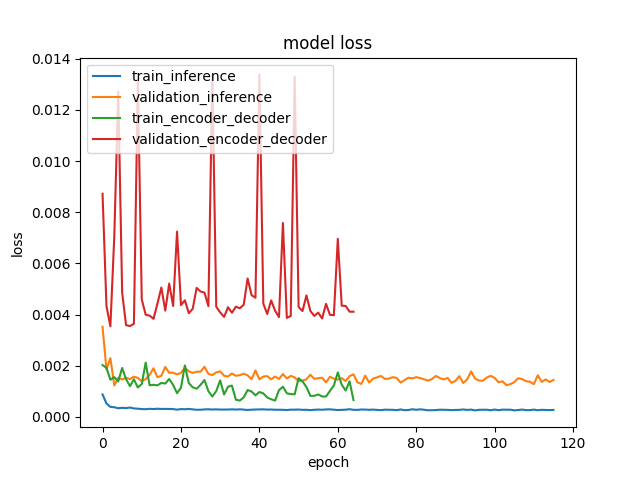 model loss
train_inference
validation_inference
train_encoder_decoder
validation_encoder_decoder
0.014
0.012
0.010
0.008
0.006
0.004
0.002
0.000
loss
0 20 40 60 80 100 120
epoch